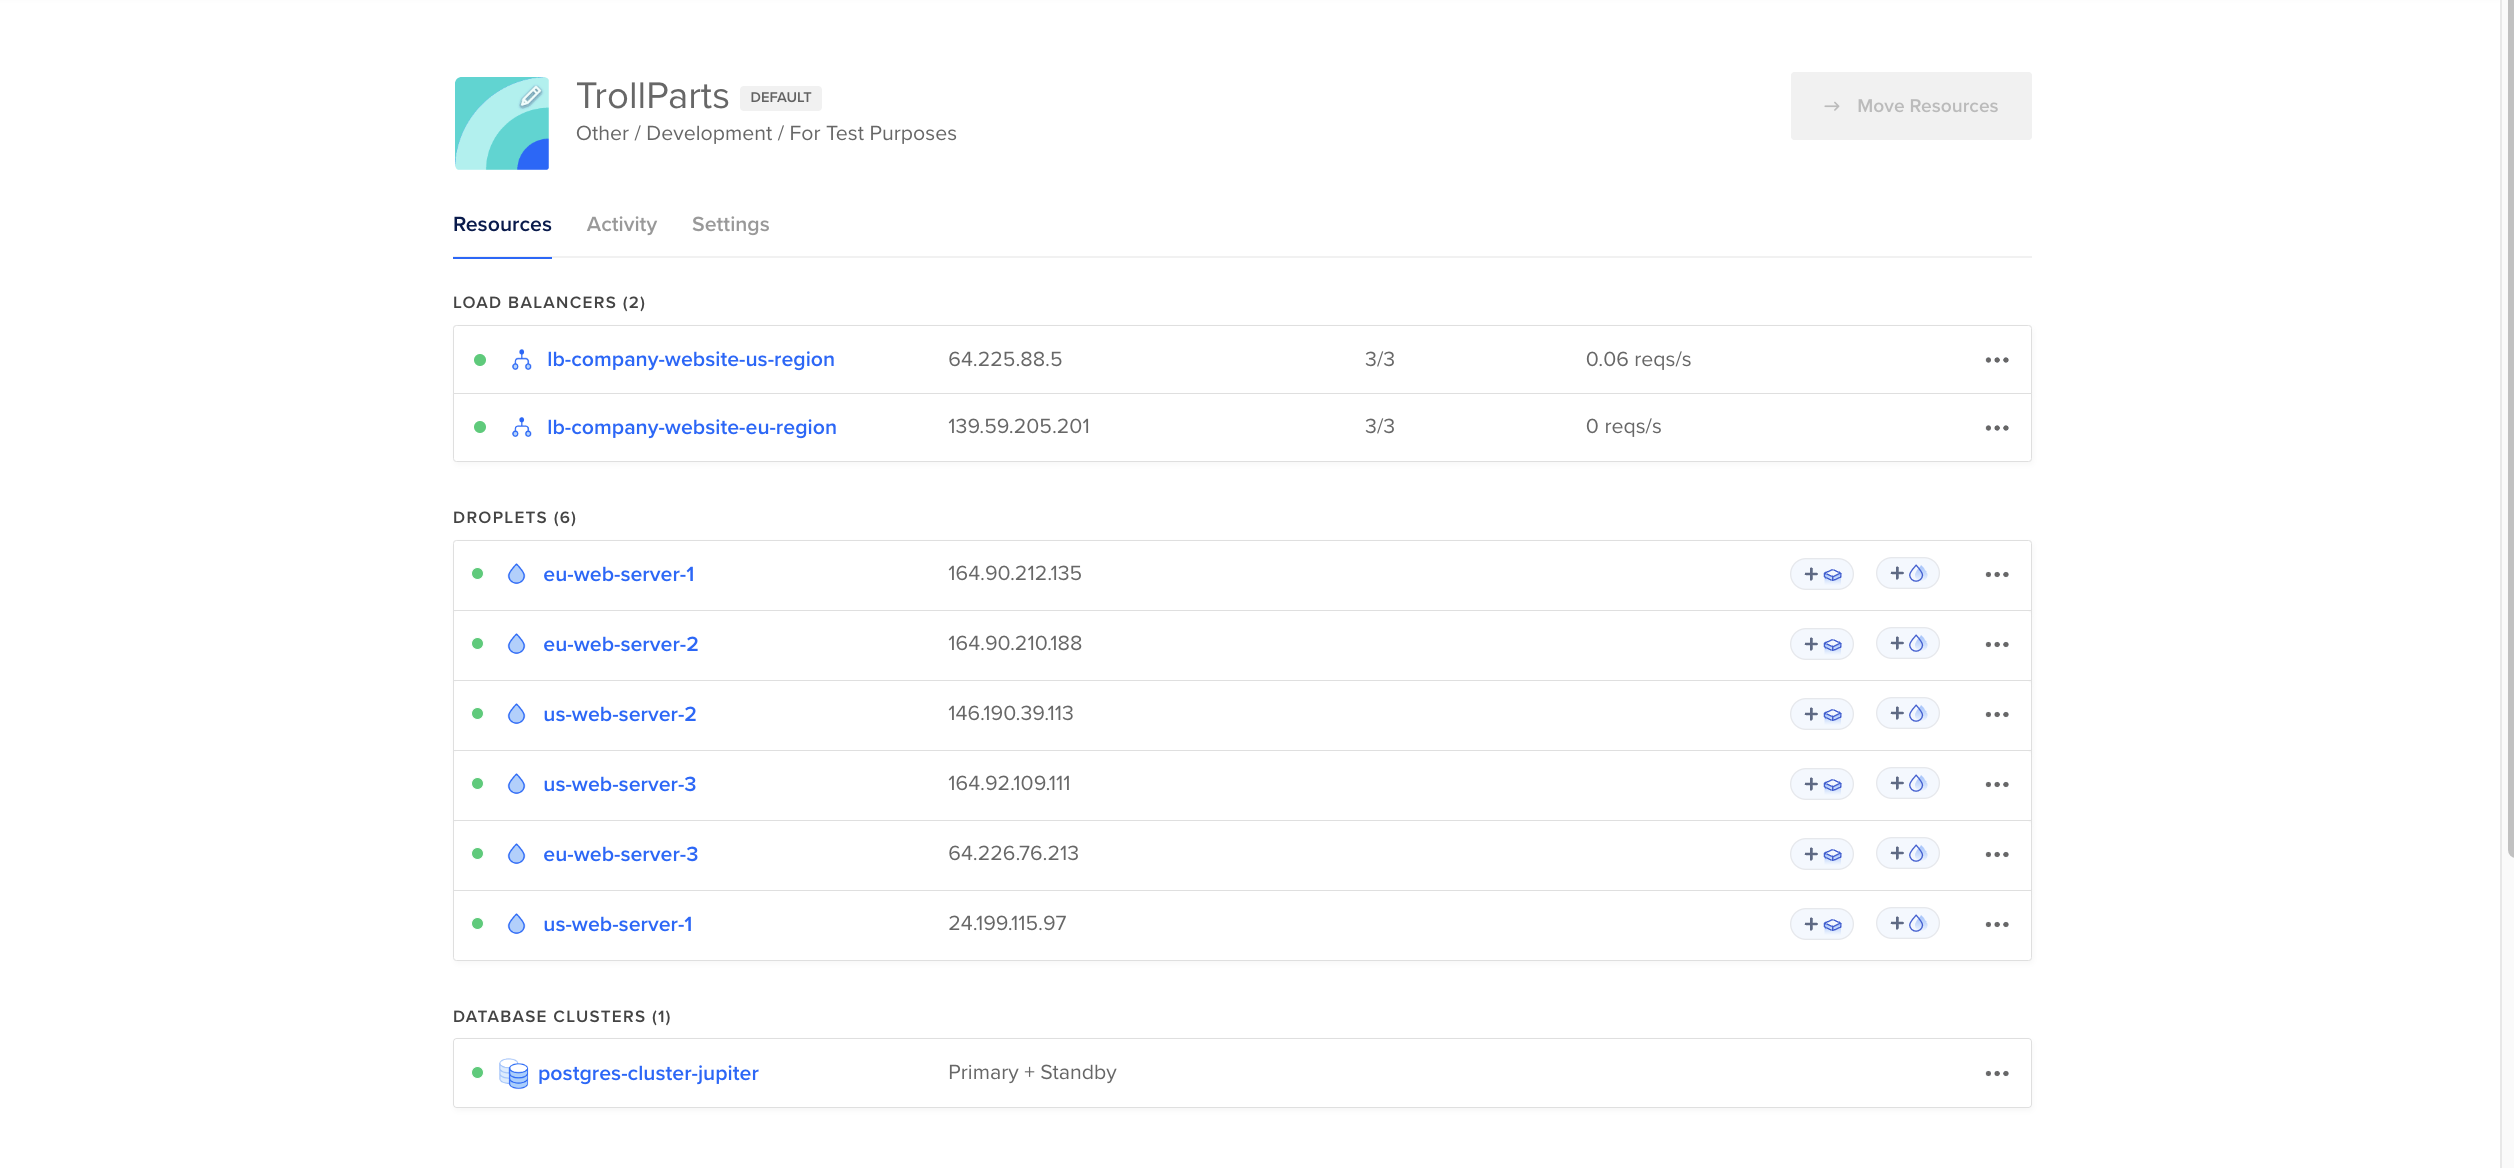 TrollParts DEFAULT
Other / Development / For Test Purposes
→ Move Resources
Resources Activity Settings
LOAD BALANCERS (2)
lb-company-website-us-region 64.225.88.5 3/3 0.06 reqs/s
lb-company-website-eu-region 139.59.205.201 3/3 0 reqs/s
DROPLETS (6)
eu-web-server-1 164.90.212.135
eu-web-server-2 164.90.210.188
us-web-server-2 146.190.39.113
us-web-server-3 164.92.109.111
eu-web-server-3 64.226.76.213
us-web-server-1 24.199.115.97
DATABASE CLUSTERS (1)
postgres-cluster-jupiter Primary + Standby